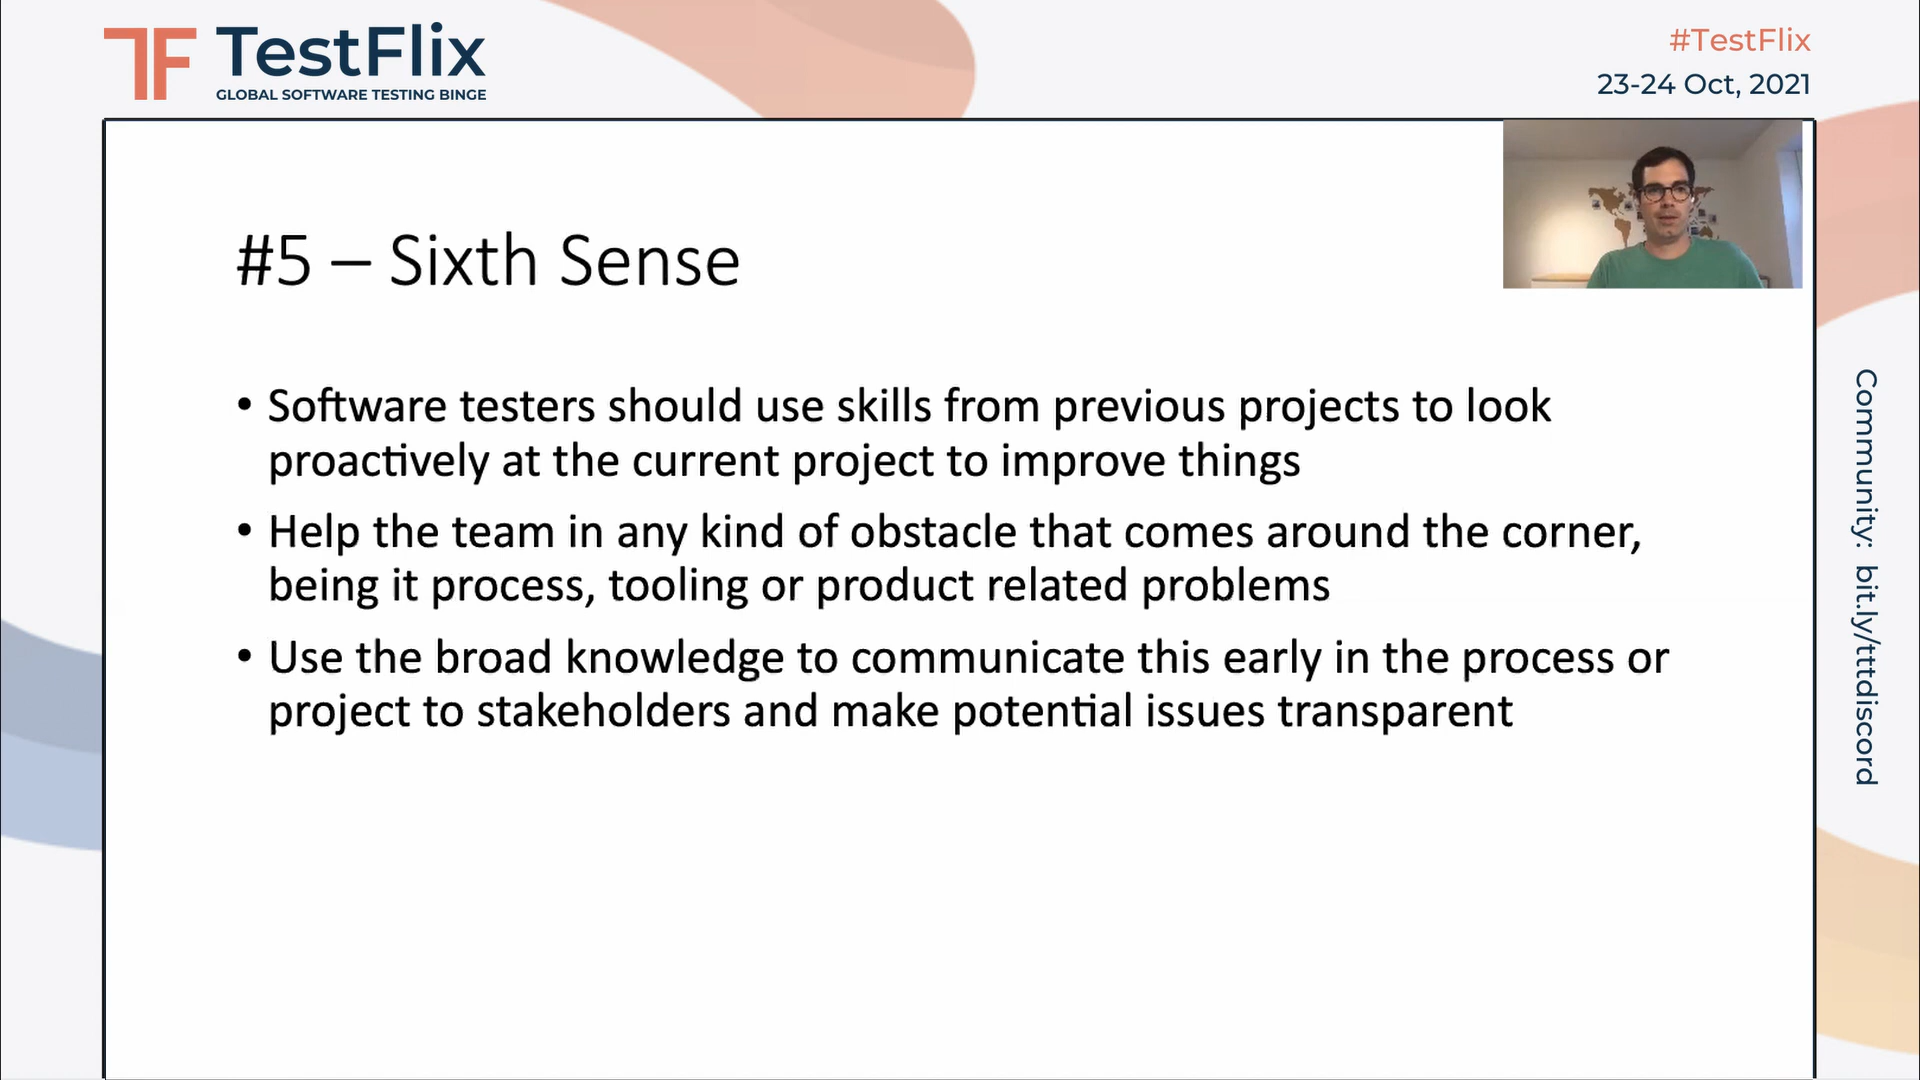 TF TestFlix
GLOBAL SOFTWARE TESTING BINGE
#TestFlix
23-24 Oct, 2021
#5 – Sixth Sense
• Software testers should use skills from previous projects to look
proactively at the current project to improve things
• Help the team in any kind of obstacle that comes around the corner,
being it process, tooling or product related problems
• Use the broad knowledge to communicate this early in the process or
project to stakeholders and make potential issues transparent
Community: bit.ly/tttdiscord